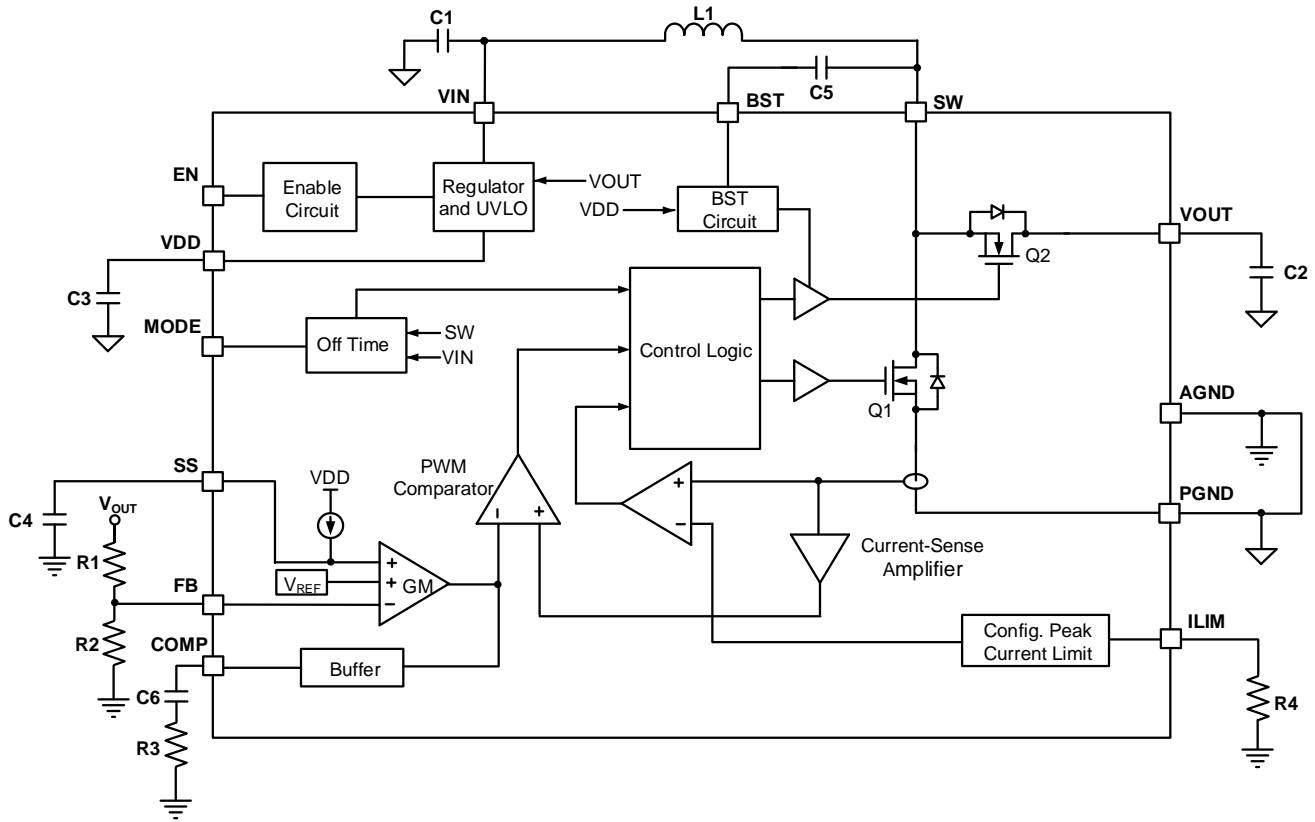 C1
L1
C5
VIN
BST
SW
EN
Enable
Circuit
Regulator
and UVLO
VOUT
VDD
BST
Circuit
VOUT
Q2
C2
VDD
C3
MODE
Off Time
SW
VIN
Control Logic
Q1
AGND
SS
VDD
PWM
Comparator
+
−
PGND
C4
VOUT
R1
− +
Current-Sense
Amplifier
+
VREF
+
GM
FB
−
ILIM
R2
COMP
Buffer
Config. Peak
Current Limit
C6
R4
R3